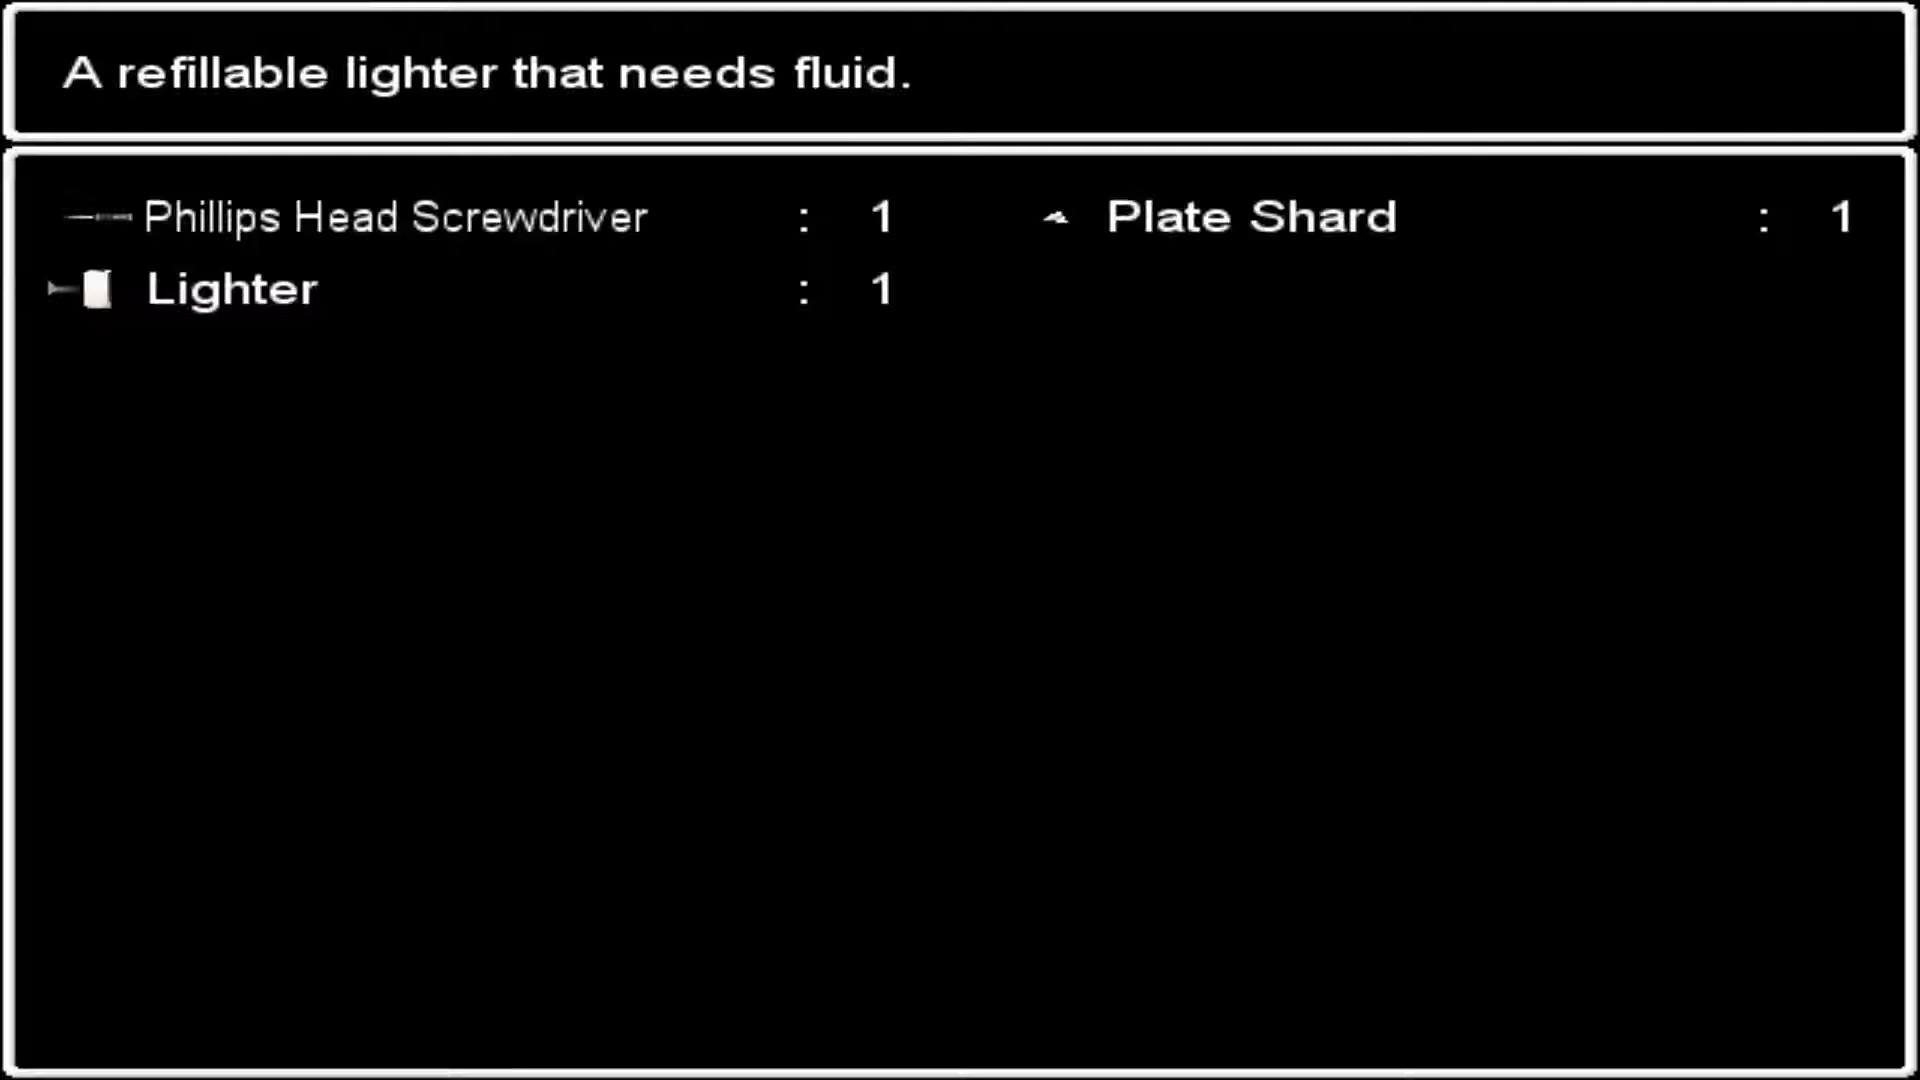 A refillable lighter that needs fluid.
Phillips Head Screwdriver : 1 Plate Shard : 1
Lighter : 1